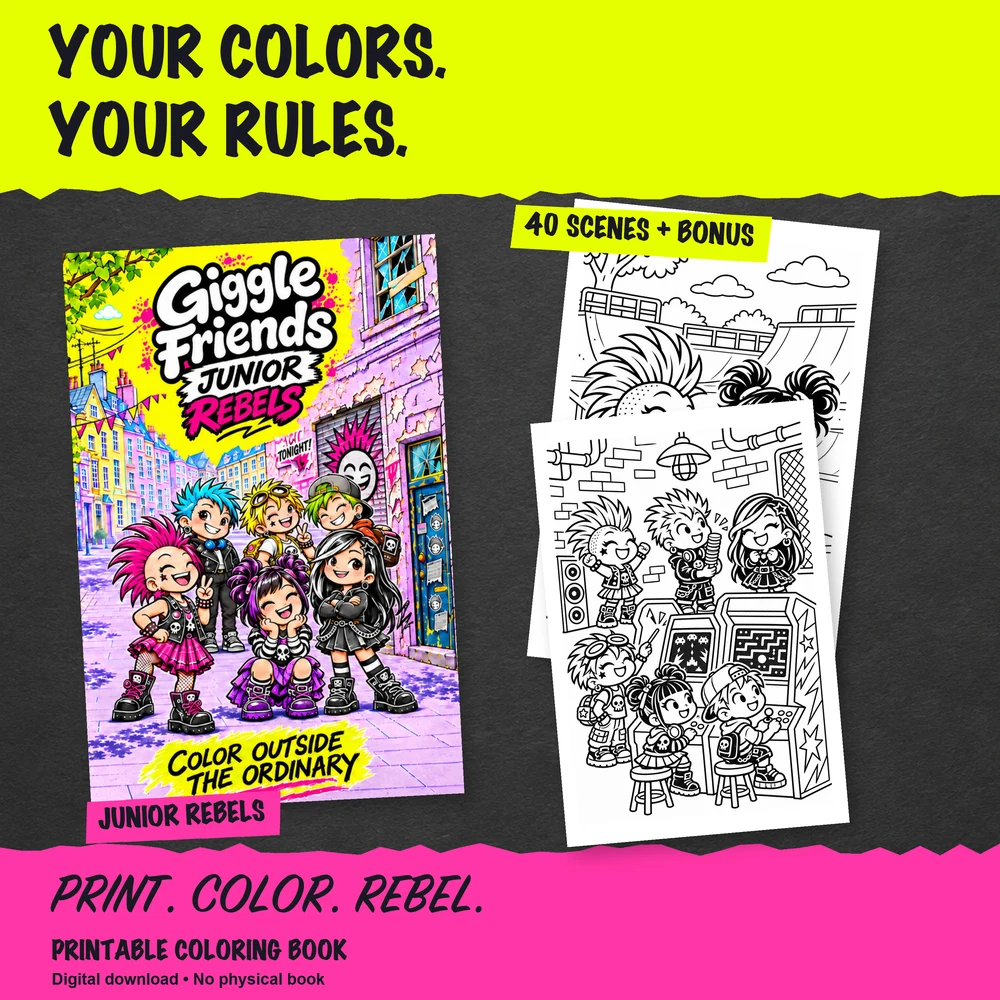 YOUR COLORS.
YOUR RULES.
40 SCENES + BONUS
Giggle
Friends
JUNIOR
REBELS
TONIGHT!
COLOR OUTSIDE
THE ORDINARY
JUNIOR REBELS
PRINT. COLOR. REBEL.
PRINTABLE COLORING BOOK
Digital download • No physical book